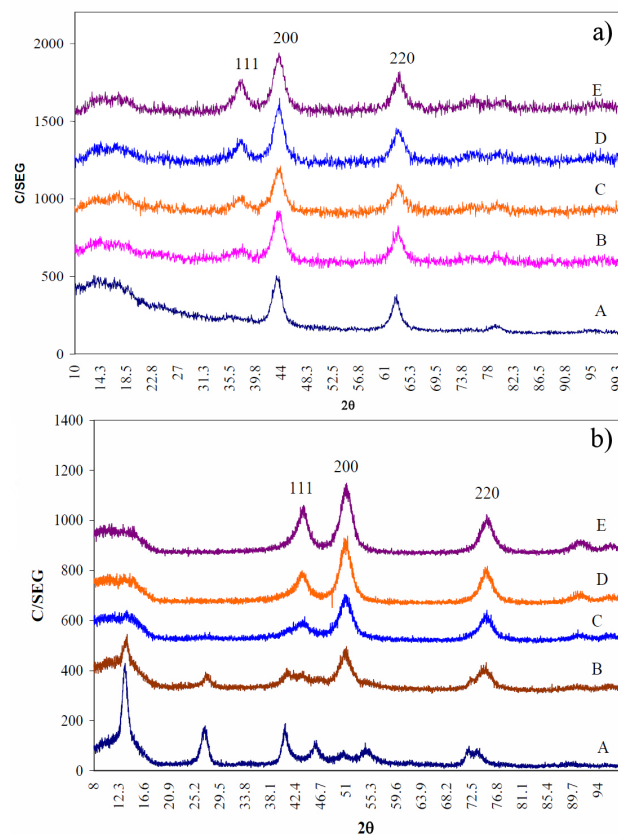 a)
2000
1500
1000
500
0
C/SEG
111
200
220
E
D
C
B
A
10 14.3 18.5 22.8 27 31.3 35.5 39.8 44 48.3 52.5 56.8 61 65.3 69.5 73.8 78 82.3 86.5 90.8 95 99.3
2θ
b)
1400
1200
1000
800
600
400
200
0
C/SEG
111
200
220
E
D
C
B
A
8 12.3 16.6 20.9 25.2 29.5 33.8 38.1 42.4 46.7 51 55.3 59.6 63.9 68.2 72.5 76.8 81.1 85.4 89.7 94
2θ